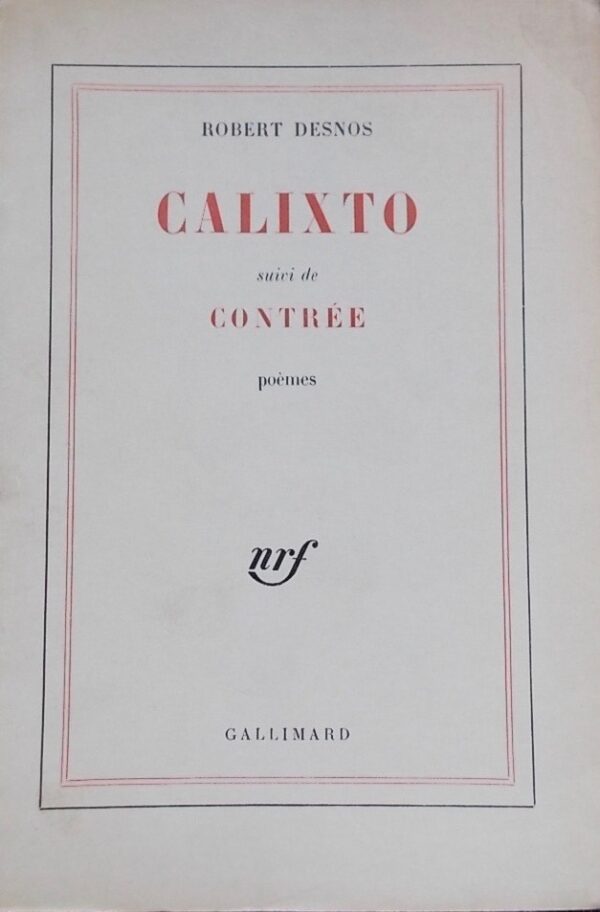 ROBERT DESNOS
CALIXTO
suivi de
CONTRÉE
poèmes
nrf
GALLIMARD